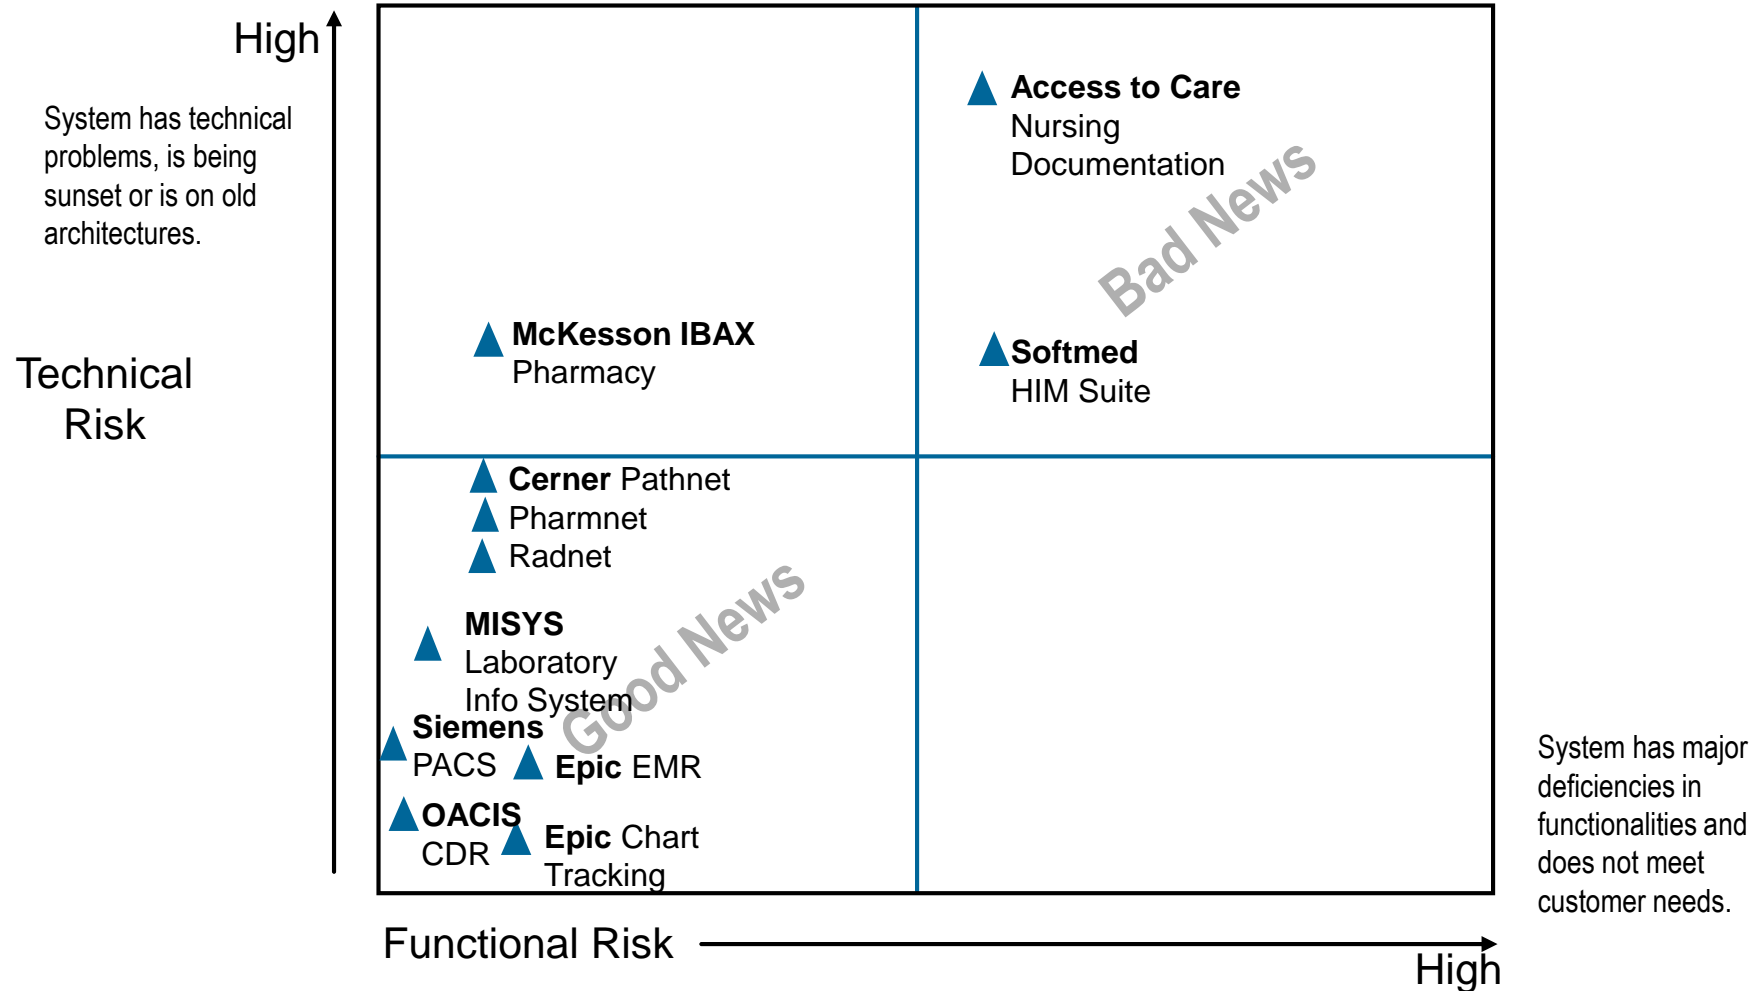 High
System has technical
problems, is being
sunset or is on old
architectures.
Technical
Risk
Access to Care
Nursing
Documentation
Bad News
McKesson IBAX
Pharmacy
Softmed
HIM Suite
Cerner Pathnet
Pharmnet
Radnet
Good News
MISYS
Laboratory
Info System
Siemens
PACS
Epic EMR
OACIS
CDR
Epic Chart
Tracking
System has major
deficiencies in
functionalities and
does not meet
customer needs.
Functional Risk
High